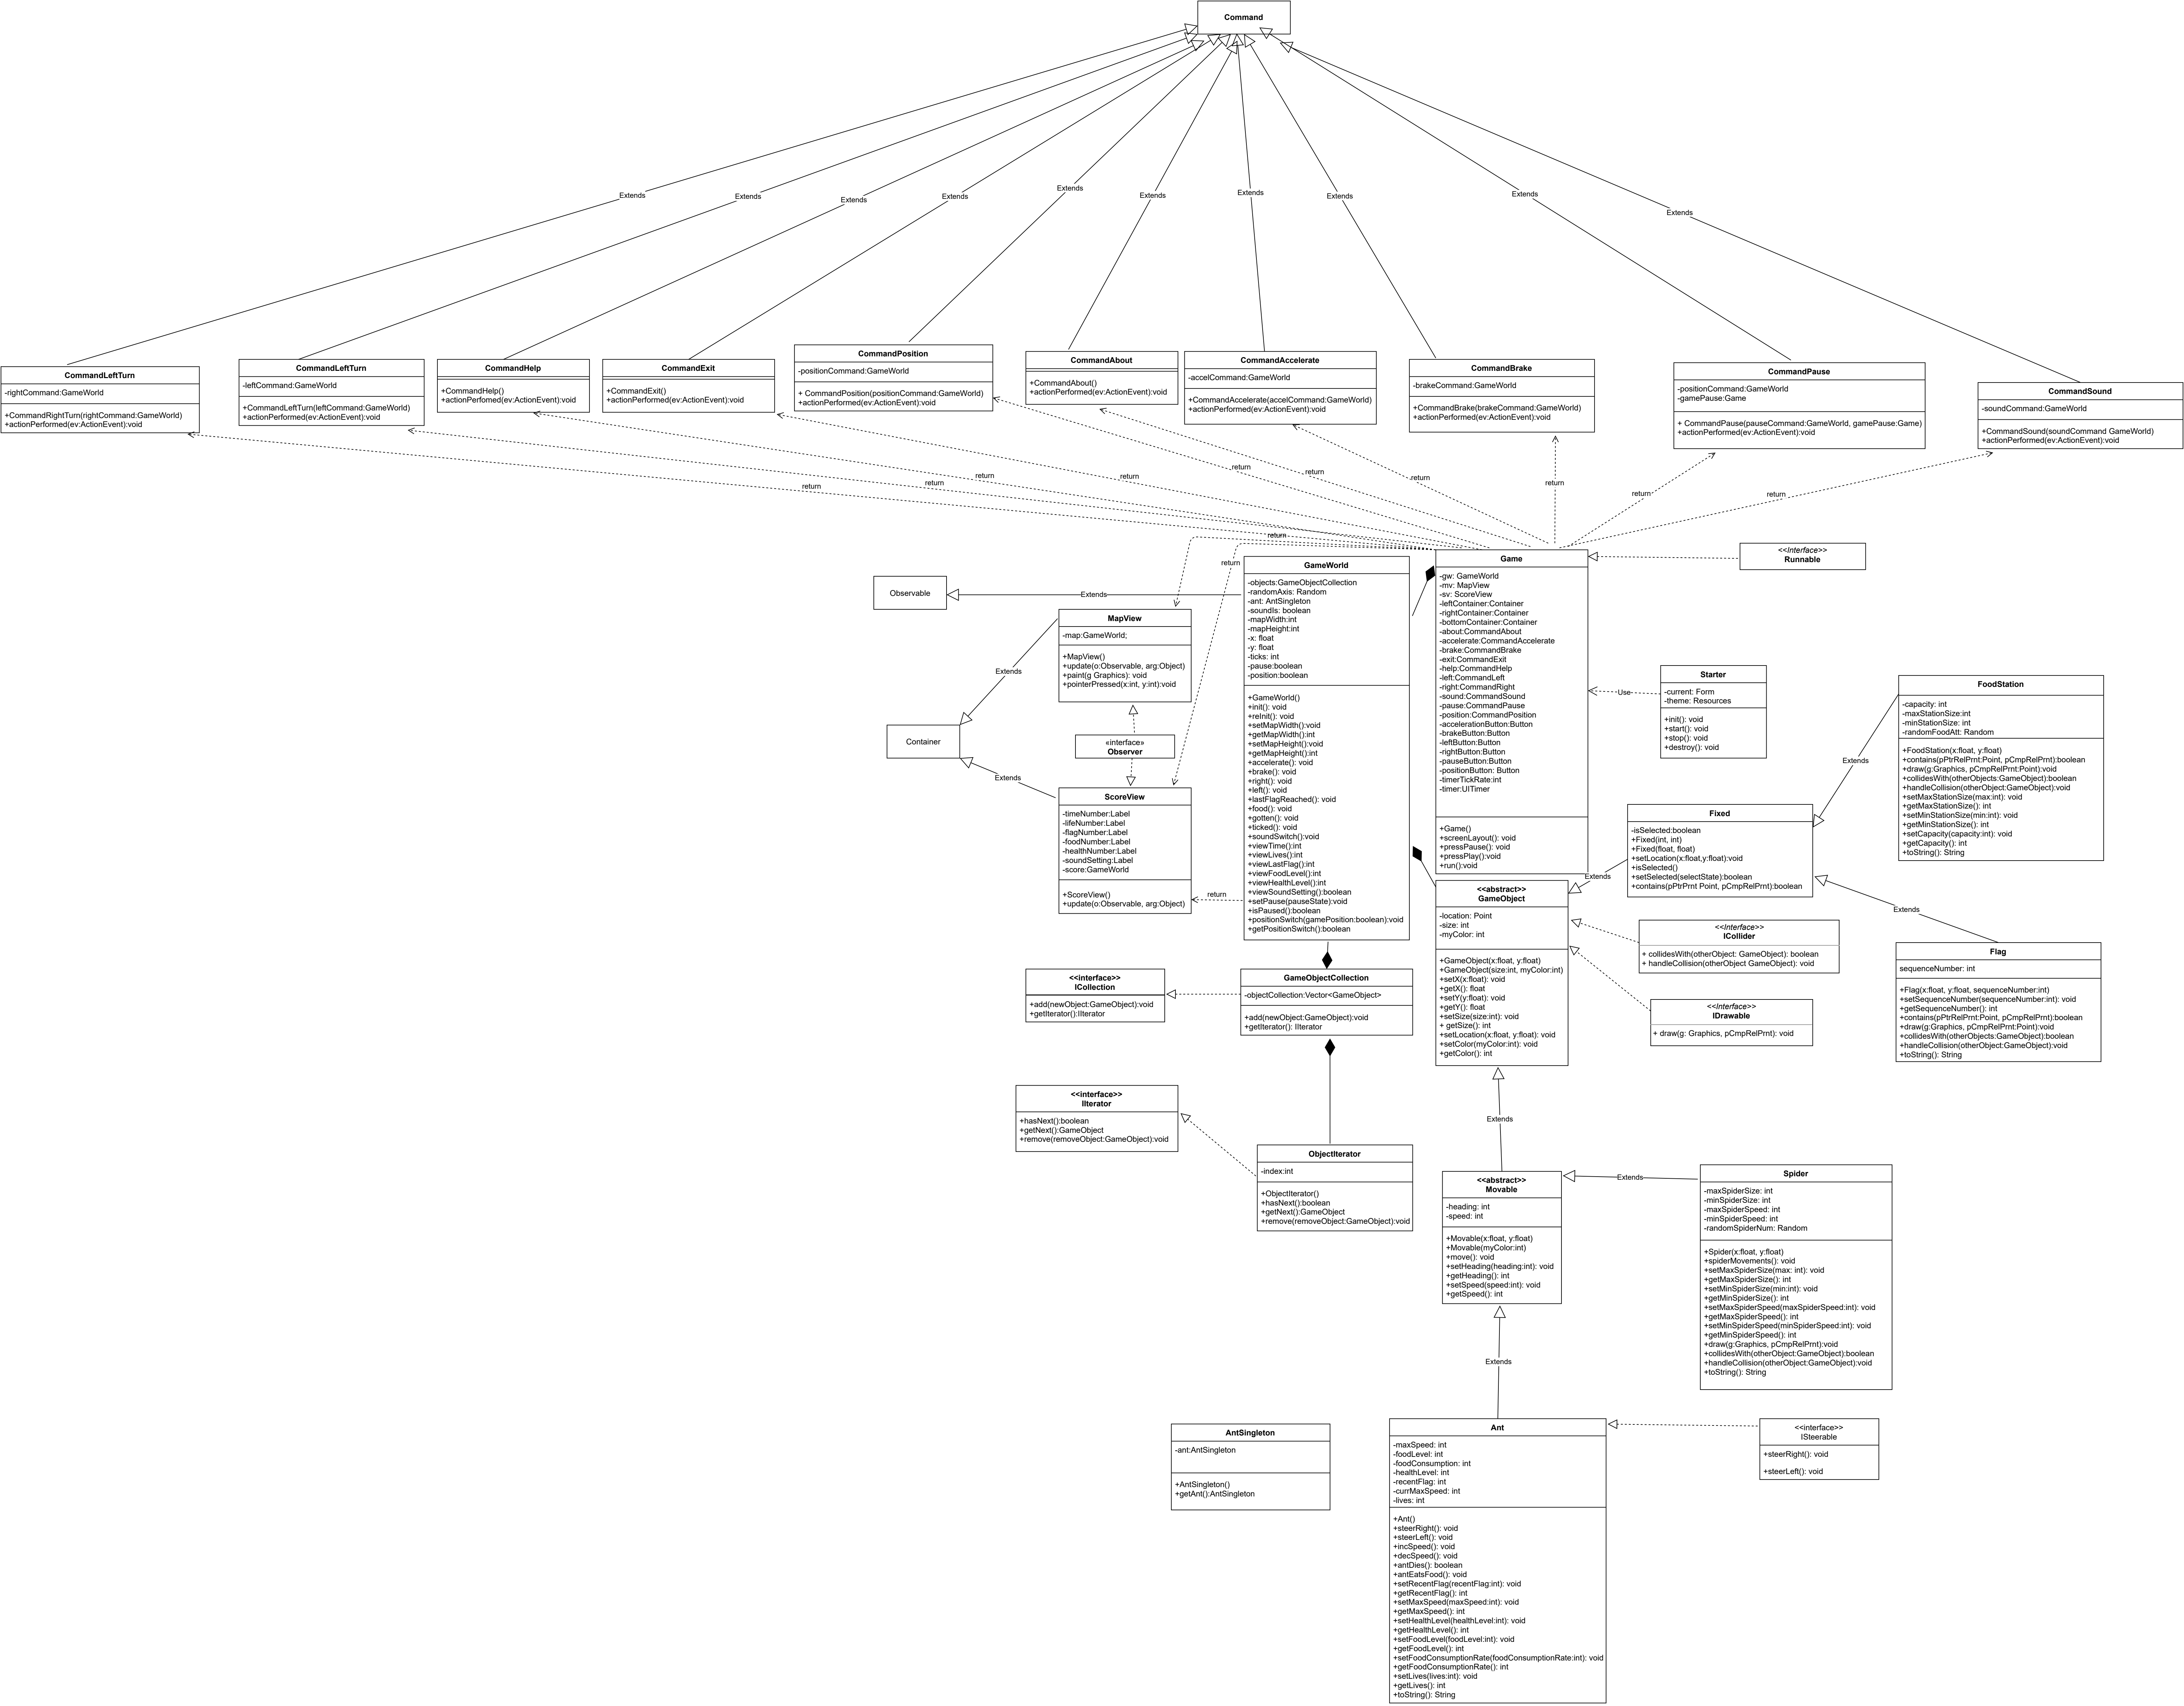 Command
Extends
Extends
Extends
Extends
Extends
Extends
Extends
Extends
Extends
Extends
CommandLeftTurn
-rightCommand:GameWorld
+CommandRightTurn(rightCommand:GameWorld)
+actionPerformed(ev:ActionEvent):void
CommandLeftTurn
-leftCommand:GameWorld
+CommandLeftTurn(leftCommand:GameWorld)
+actionPerformed(ev:ActionEvent):void
CommandHelp
+CommandHelp()
+actionPerfomed(ev:ActionEvent):void
CommandExit
+CommandExit()
+actionPerfomed(ev:ActionEvent):void
CommandPosition
-positionCommand:GameWorld
+ CommandPosition(positionCommand:GameWorld)
+actionPerformed(ev:ActionEvent):void
CommandAbout
+CommandAbout()
+actionPerformed(ev:ActionEvent):void
CommandAccelerate
-accelCommand:GameWorld
+CommandAccelerate(accelCommand:GameWorld)
+actionPerformed(ev:ActionEvent):void
CommandBrake
-brakeCommand:GameWorld
+CommandBrake(brakeCommand:GameWorld)
+actionPerformed(ev:ActionEvent):void
CommandPause
-positionCommand:GameWorld
-gamePause:Game
+ CommandPause(pauseCommand:GameWorld, gamePause:Game)
+actionPerformed(ev:ActionEvent):void
CommandSound
-soundCommand:GameWorld
+CommandSound(soundCommand GameWorld)
+actionPerformed(ev:ActionEvent):void
return
return
return
return
return
return
return
return
return
return
return
return
Observable
Extends
MapView
-map:GameWorld;
+MapView()
+update(o:Observable, arg:Object)
+paint(g Graphics): void
+pointerPressed(x:int, y:int):void
Extends
Container
Extends
«interface»
Observer
ScoreView
-timeNumber:Label
-lifeNumber:Label
-flagNumber:Label
-foodNumber:Label
-healthNumber:Label
-soundSetting:Label
-score:GameWorld
+ScoreView()
+update(o:Observable, arg:Object)
return
GameWorld
-objects:GameObjectCollection
-randomAxis: Random
-ant: AntSingleton
-soundIs: boolean
-mapWidth:int
-mapHeight:int
-x: float
-y: float
-ticks: int
-pause:boolean
-position:boolean
+GameWorld()
+init(): void
+reInit(): void
+setMapWidth():void
+getMapWidth():int
+setMapHeight():void
+getMapHeight():int
+accelerate(): void
+brake(): void
+right(): void
+left(): void
+lastFlagReached(): void
+food(): void
+gotten(): void
+ticked(): void
+soundSwitch():void
+viewTime():int
+viewLives():int
+viewLastFlag():int
+viewFoodLevel():int
+viewHealthLevel():int
+viewSoundSetting():boolean
+setPause(pauseState):void
+isPaused():boolean
+positionSwitch(gamePosition:boolean):void
+getPositionSwitch():boolean
Game
-gw: GameWorld
-mv: MapView
-sv: ScoreView
-leftContainer:Container
-rightContainer:Container
-bottomContainer:Container
-about:CommandAbout
-accelerate:CommandAccelerate
-brake:CommandBrake
-exit:CommandExit
-help:CommandHelp
-left:CommandLeft
-right:CommandRight
-sound:CommandSound
-pause:CommandPause
-position:CommandPosition
-accelerationButton:Button
-brakeButton:Button
-leftButton:Button
-rightButton:Button
-pauseButton:Button
-positionButton: Button
-timerTickRate:int
-timer:UITimer
+Game()
+screenLayout(): void
+pressPause(): void
+pressPlay():void
+run():void
<<Interface>>
Runnable
Use
Starter
-current: Form
-theme: Resources
+init(): void
+start(): void
+stop(): void
+destroy(): void
FoodStation
-capacity: int
-maxStationSize:int
-minStationSize: int
-randomFoodAtt: Random
+FoodStation(x:float, y:float)
+contains(pPtrRelPrnt:Point, pCmpRelPrnt):boolean
+draw(g:Graphics, pCmpRelPrnt:Point):void
+collidesWith(otherObjects:GameObject):boolean
+handleCollision(otherObject:GameObject):void
+setMaxStationSize(max:int): void
+getMaxStationSize(): int
+setMinStationSize(min:int): void
+getMinStationSize(): int
+setCapacity(capacity:int): void
+getCapacity(): int
+toString(): String
Extends
Fixed
-isSelected:boolean
+Fixed(int, int)
+Fixed(float, float)
+setLocation(x:float,y:float):void
+isSelected()
+setSelected(selectState):boolean
+contains(pPtrPrnt Point, pCmpRelPrnt):boolean
Extends
Extends
<<abstract>>
GameObject
-location: Point
-size: int
-myColor: int
+GameObject(x:float, y:float)
+GameObject(size:int, myColor:int)
+setX(x:float): void
+getX(): float
+setY(y:float): void
+getY(): float
+setSize(size:int): void
+ getSize(): int
+setLocation(x:float, y:float): void
+setColor(myColor:int): void
+getColor(): int
<<Interface>>
ICollider
+ collidesWith(otherObject: GameObject): boolean
+ handleCollision(otherObject GameObject): void
<<Interface>>
IDrawable
+ draw(g: Graphics, pCmpRelPrnt): void
Flag
sequenceNumber: int
+Flag(x:float, y:float, sequenceNumber:int)
+setSequenceNumber(sequenceNumber:int): void
+getSequenceNumber(): int
+contains(pPtrRelPrnt:Point, pCmpRelPrnt):boolean
+draw(g:Graphics, pCmpRelPrnt:Point):void
+collidesWith(otherObjects:GameObject):boolean
+handleCollision(otherObject:GameObject):void
+toString(): String
<<interface>>
ICollection
+add(newObject:GameObject):void
+getIterator():IIterator
GameObjectCollection
-objectCollection:Vector<GameObject>
+add(newObject:GameObject):void
+getIterator(): IIterator
<<interface>>
IIterator
+hasNext():boolean
+getNext():GameObject
+remove(removeObject:GameObject):void
ObjectIterator
-index:int
+ObjectIterator()
+hasNext():boolean
+getNext():GameObject
+remove(removeObject:GameObject):void
Extends
<<abstract>>
Movable
-heading: int
-speed: int
+Movable(x:float, y:float)
+Movable(myColor:int)
+move(): void
+setHeading(heading:int): void
+getHeading(): int
+setSpeed(speed:int): void
+getSpeed(): int
Extends
Spider
-maxSpiderSize: int
-minSpiderSize: int
-maxSpiderSpeed: int
-minSpiderSpeed: int
-randomSpiderNum: Random
+Spider(x:float, y:float)
+spiderMovements(): void
+setMaxSpiderSize(max: int): void
+getMaxSpiderSize(): int
+setMinSpiderSize(min:int): void
+getMinSpiderSize(): int
+setMaxSpiderSpeed(maxSpiderSpeed:int): void
+getMaxSpiderSpeed(): int
+setMinSpiderSpeed(minSpiderSpeed:int): void
+getMinSpiderSpeed(): int
+draw(g:Graphics, pCmpRelPrnt):void
+collidesWith(otherObject:GameObject):boolean
+handleCollision(otherObject:GameObject):void
+toString(): String
Extends
AntSingleton
-ant:AntSingleton
+AntSingleton()
+getAnt():AntSingleton
Ant
-maxSpeed: int
-foodLevel: int
-foodConsumption: int
-healthLevel: int
-recentFlag: int
-currMaxSpeed: int
-lives: int
+Ant()
+steerRight(): void
+steerLeft(): void
+incSpeed(): void
+decSpeed(): void
+antDies(): boolean
+antEatsFood(): void
+setRecentFlag(recentFlag:int): void
+getRecentFlag(): int
+setMaxSpeed(maxSpeed:int): void
+getMaxSpeed(): int
+setHealthLevel(healthLevel:int): void
+getHealthLevel(): int
+setFoodLevel(foodLevel:int): void
+getFoodLevel(): int
+setFoodConsumptionRate(foodConsumptionRate:int): void
+getFoodConsumptionRate(): int
+setLives(lives:int): void
+getLives(): int
+toString(): String
<<interface>>
ISteerable
+steerRight(): void
+steerLeft(): void